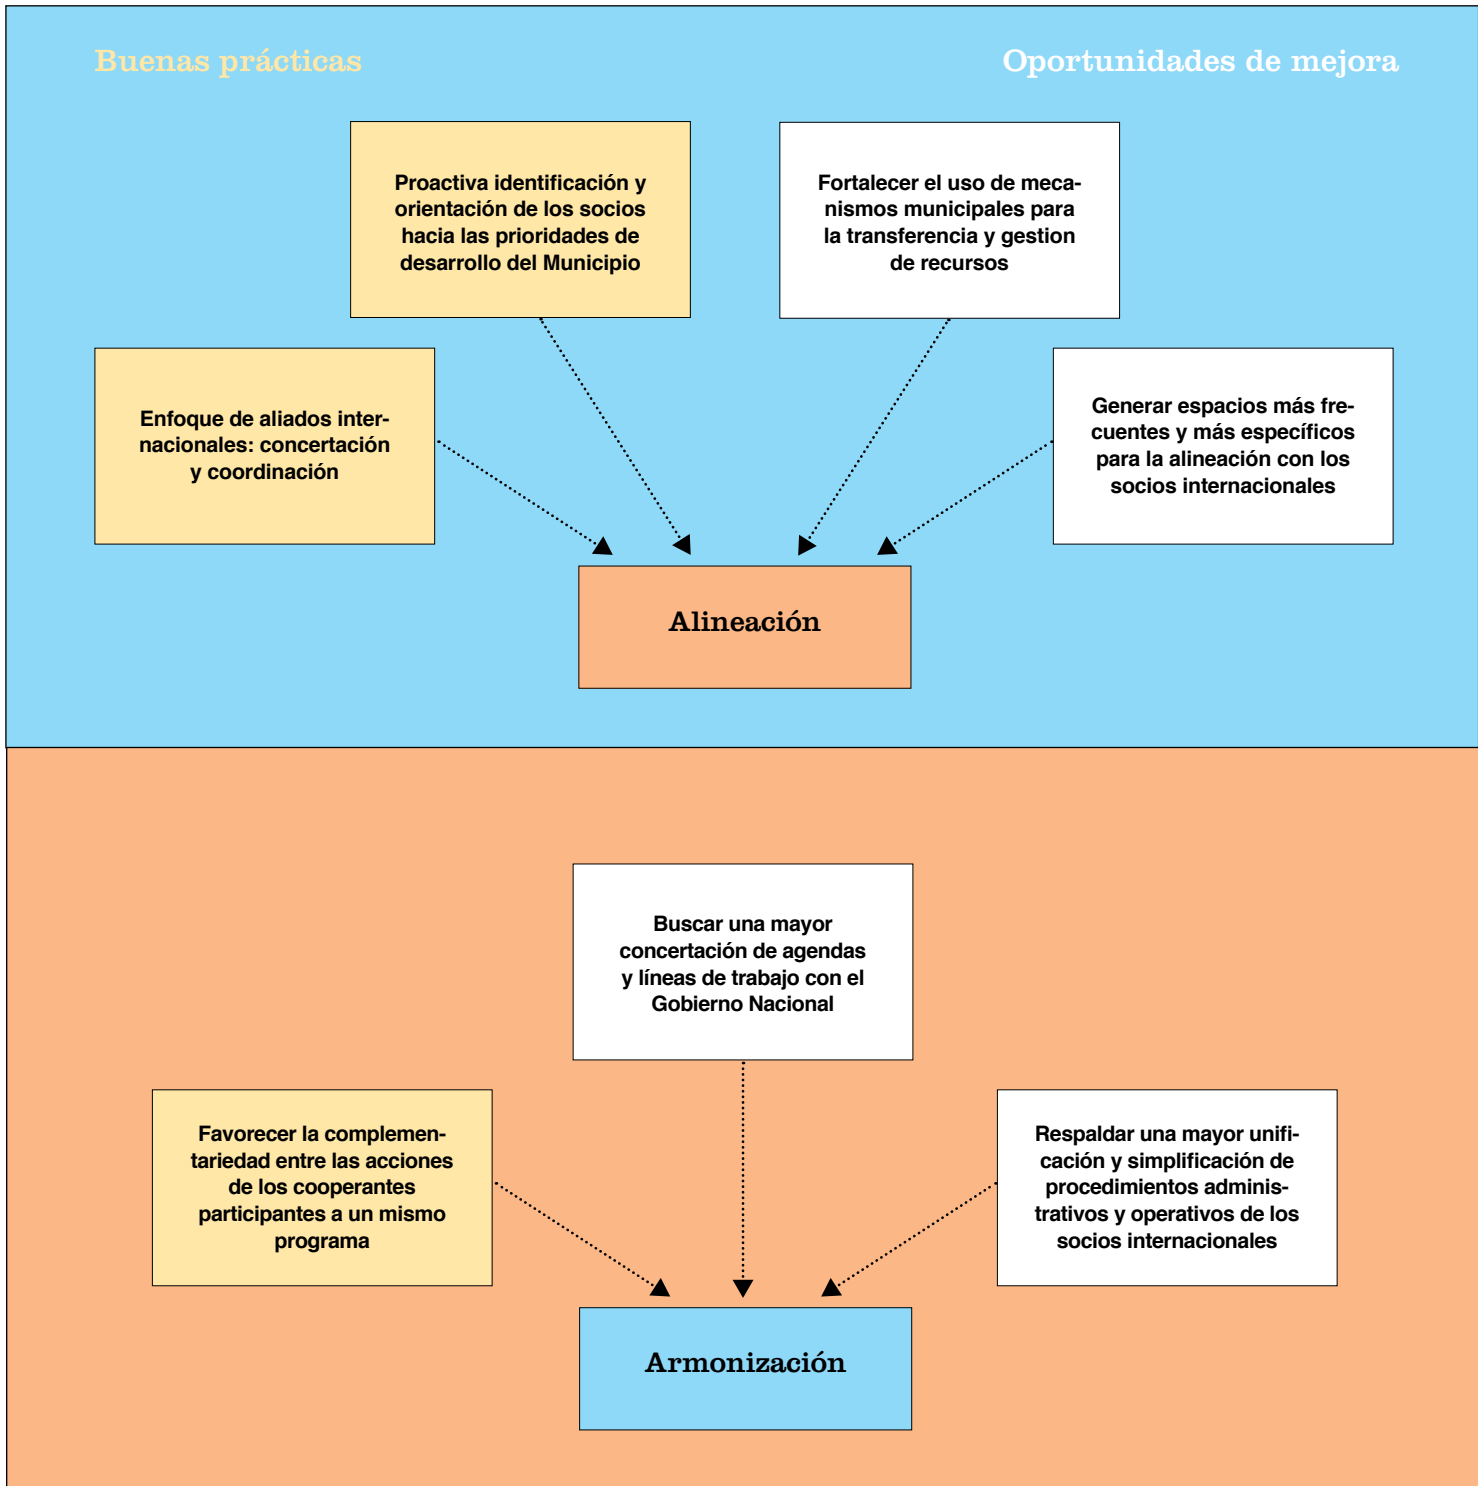 Buenas prácticas
Oportunidades de mejora
Proactiva identificación y
orientación de los socios
hacia las prioridades de
desarrollo del Municipio
Fortalecer el uso de meca-
nismos municipales para
la transferencia y gestion
de recursos
Enfoque de aliados inter-
nacionales: concertación
y coordinación
Generar espacios más fre-
cuentes y más específicos
para la alineación con los
socios internacionales
Alineación
Buscar una mayor
concertación de agendas
y líneas de trabajo con el
Gobierno Nacional
Favorecer la complemen-
tariedad entre las acciones
de los cooperantes
participantes a un mismo
programa
Respaldar una mayor unifi-
cación y simplificación de
procedimientos adminis-
trativos y operativos de los
socios internacionales
Armonización